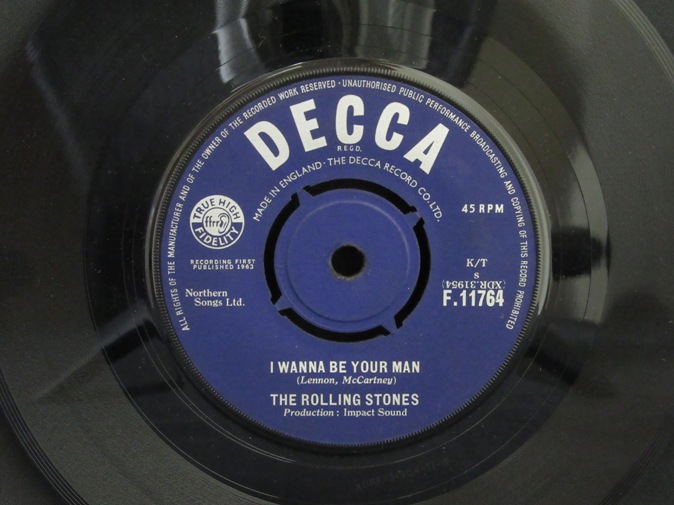 ALL RIGHTS OF THE MANUFACTURER AND OF THE OWNER OF THE RECORDED WORK RESERVED · UNAUTHORISED PUBLIC PERFORMANCE BROADCASTING AND COPYING OF THIS RECORD PROHIBITED
DECCA
REGD.
MADE IN ENGLAND · THE DECCA RECORD CO. LTD.
TRUE HIGH
ffrr
FIDELITY
45 RPM
RECORDING FIRST
PUBLISHED 1963
K/T
S
(XDR.31954)
Northern
Songs Ltd.
F.11764
I WANNA BE YOUR MAN
(Lennon, McCartney)
THE ROLLING STONES
Production : Impact Sound